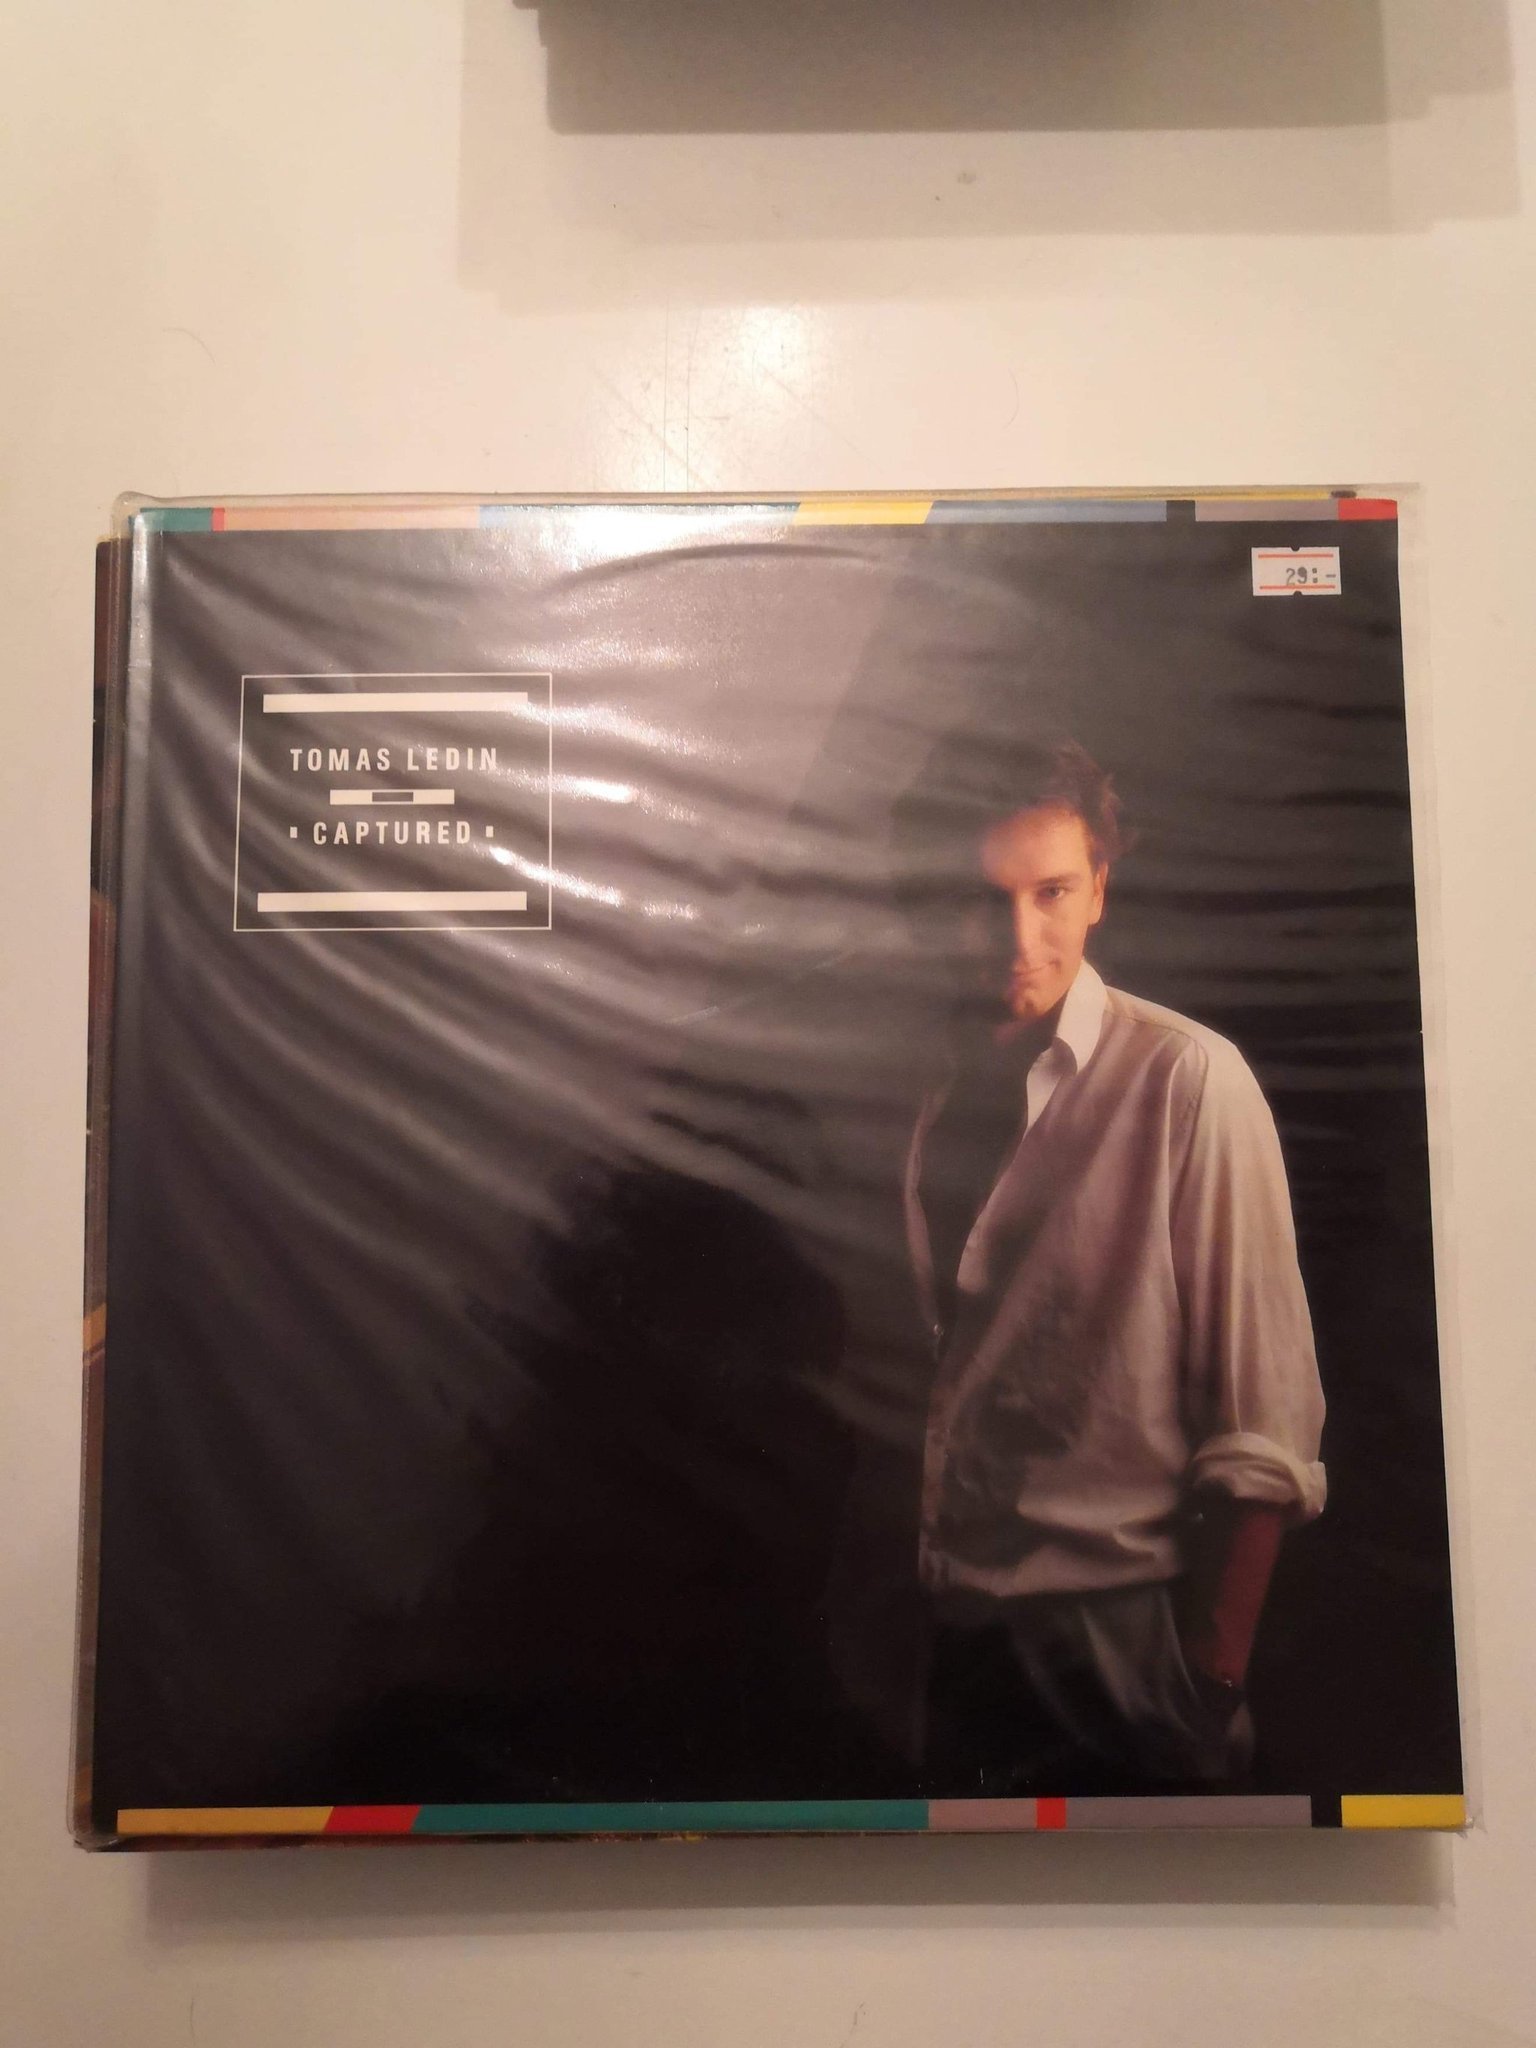 29:-
TOMAS LEDIN
▪ CAPTURED ▪